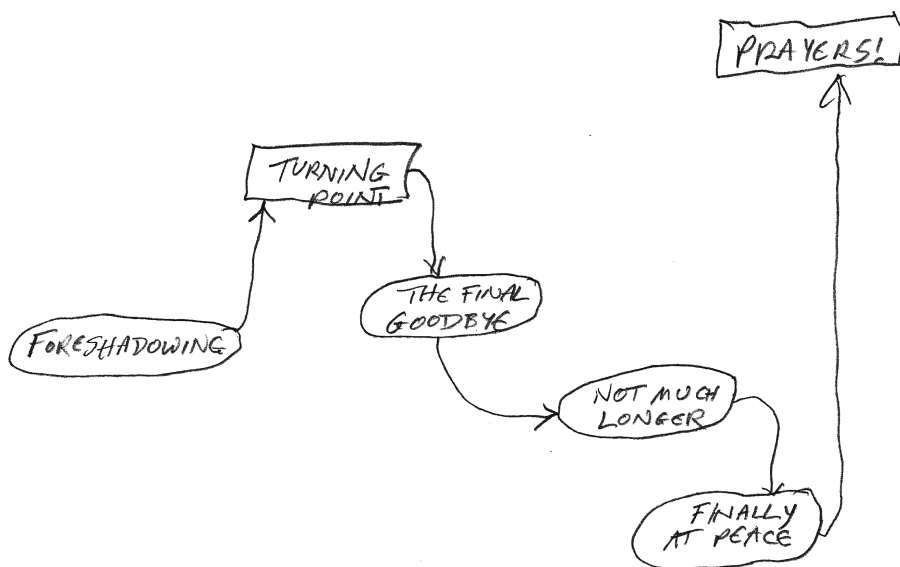 PRAYERS!
TURNING
POINT
THE FINAL
GOODBYE
FORESHADOWING
NOT MUCH
LONGER
FINALLY
AT PEACE